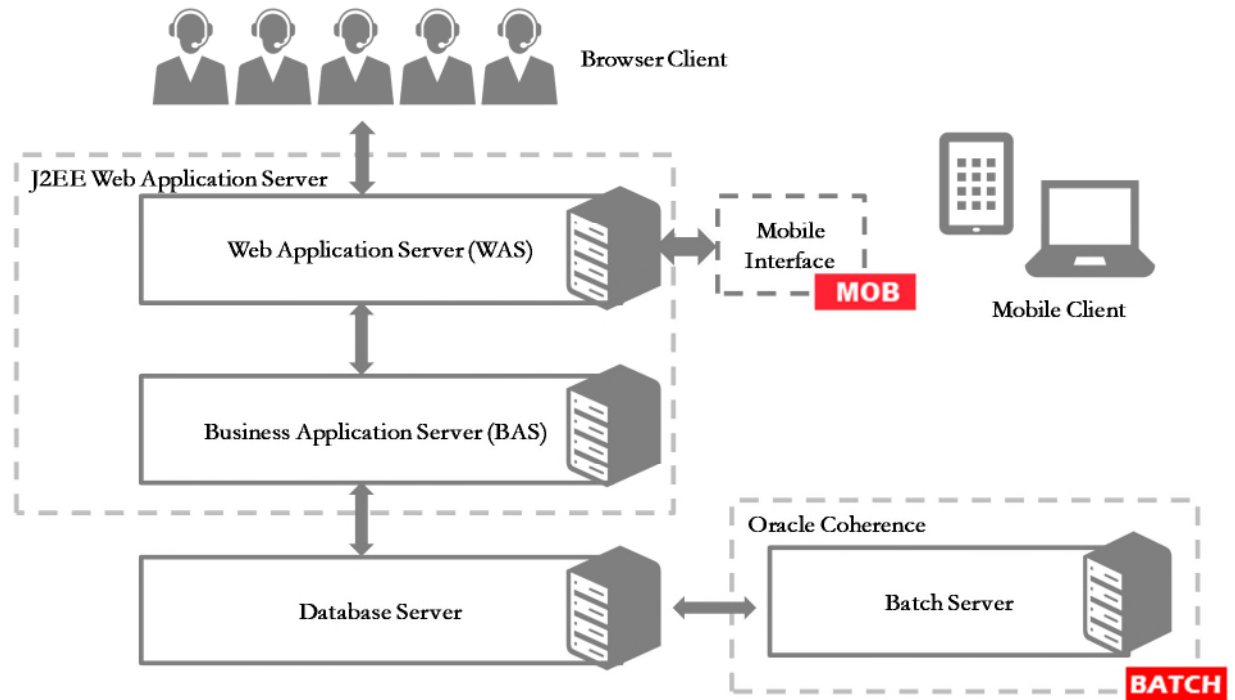 Browser Client
J2EE Web Application Server
Web Application Server (WAS)
Mobile
Interface
MOB
Mobile Client
Business Application Server (BAS)
Oracle Coherence
Database Server
Batch Server
BATCH